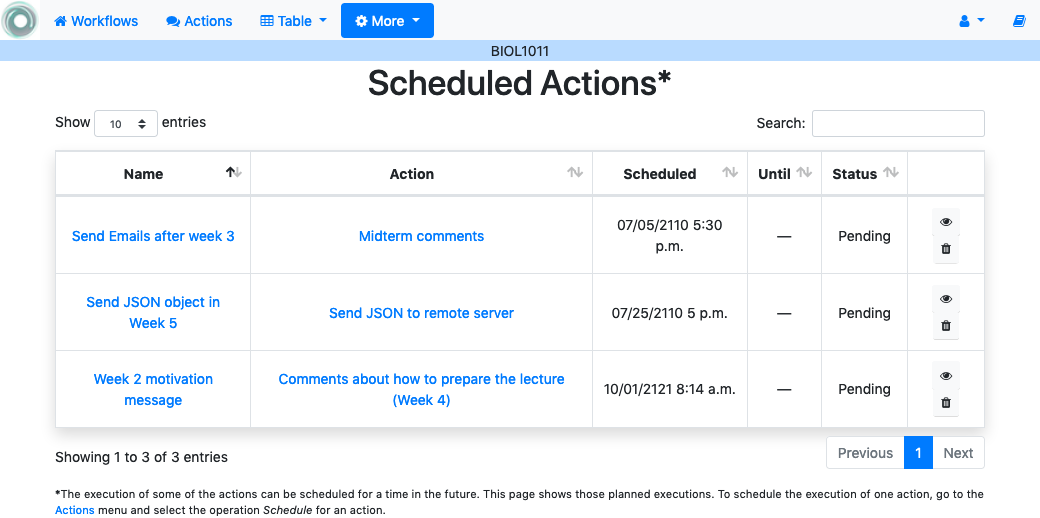 Workflows Actions Table More
BIOL1011
Scheduled Actions*
Show 10 entries Search:
Name Action Scheduled Until Status
Send Emails after week 3 Midterm comments 07/05/2110 5:30 p.m. — Pending
Send JSON object in Week 5 Send JSON to remote server 07/25/2110 5 p.m. — Pending
Week 2 motivation message Comments about how to prepare the lecture (Week 4) 10/01/2121 8:14 a.m. — Pending
Showing 1 to 3 of 3 entries Previous 1 Next
*The execution of some of the actions can be scheduled for a time in the future. This page shows those planned executions. To schedule the execution of one action, go to the
Actions menu and select the operation Schedule for an action.